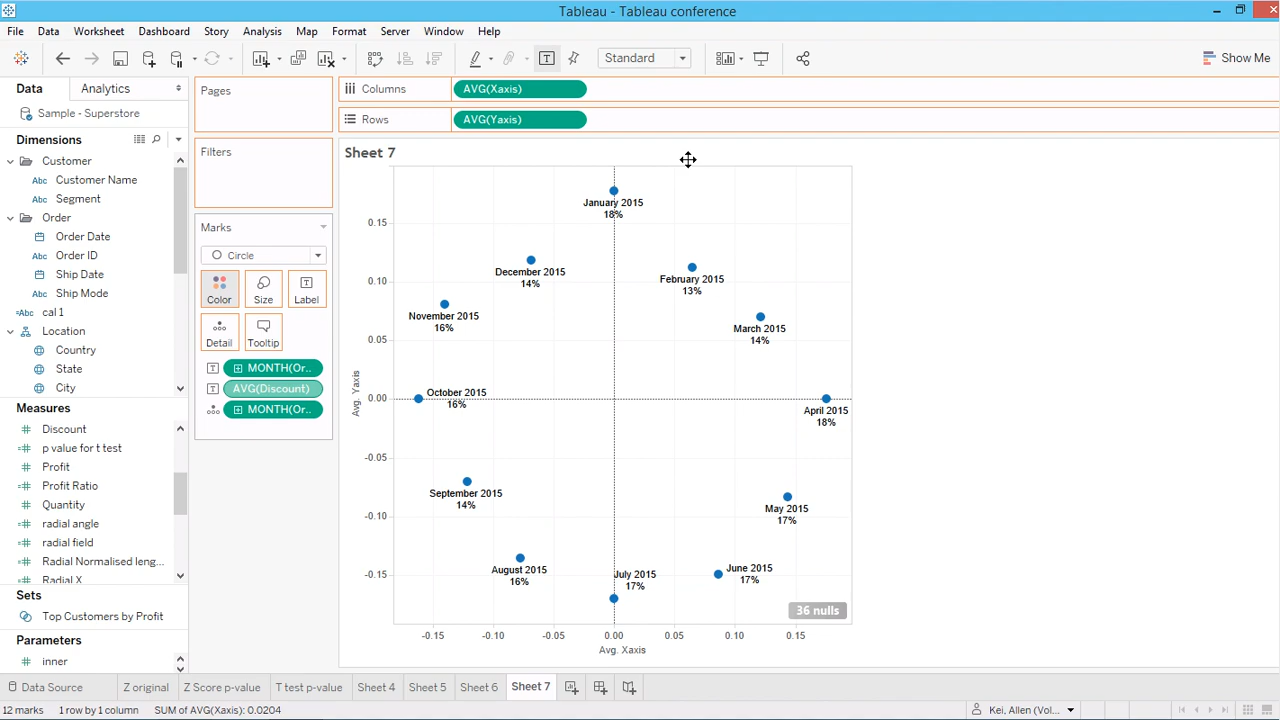 Tableau - Tableau conference
File Data Worksheet Dashboard Story Analysis Map Format Server Window Help
Standard
Show Me
Data Analytics
Sample - Superstore
Dimensions
Customer
Abc Customer Name
Abc Segment
Order
Order Date
Abc Order ID
Ship Date
Abc Ship Mode
=Abc cal 1
Location
Country
State
City
Measures
Discount
p value for t test
Profit
Profit Ratio
Quantity
radial angle
radial field
Radial Normalised leng...
Radial X
Sets
Top Customers by Profit
Parameters
inner
Pages
Filters
Marks
Circle
Color Size Label
Detail Tooltip
MONTH(Or..
AVG(Discount)
MONTH(Or..
Columns AVG(Xaxis)
Rows AVG(Yaxis)
Sheet 7
January 2015
18%
0.15
December 2015
14%
February 2015
13%
0.10
November 2015
16%
March 2015
14%
0.05
October 2015
16%
0.00
April 2015
18%
Avg. Yaxis
-0.05
September 2015
14%
May 2015
17%
-0.10
August 2015
16%
July 2015
17%
June 2015
17%
-0.15
36 nulls
-0.15 -0.10 -0.05 0.00 0.05 0.10 0.15
Avg. Xaxis
Data Source Z original Z Score p-value T test p-value Sheet 4 Sheet 5 Sheet 6 Sheet 7
12 marks 1 row by 1 column SUM of AVG(Xaxis): 0.0204 Kei, Allen (Vol...